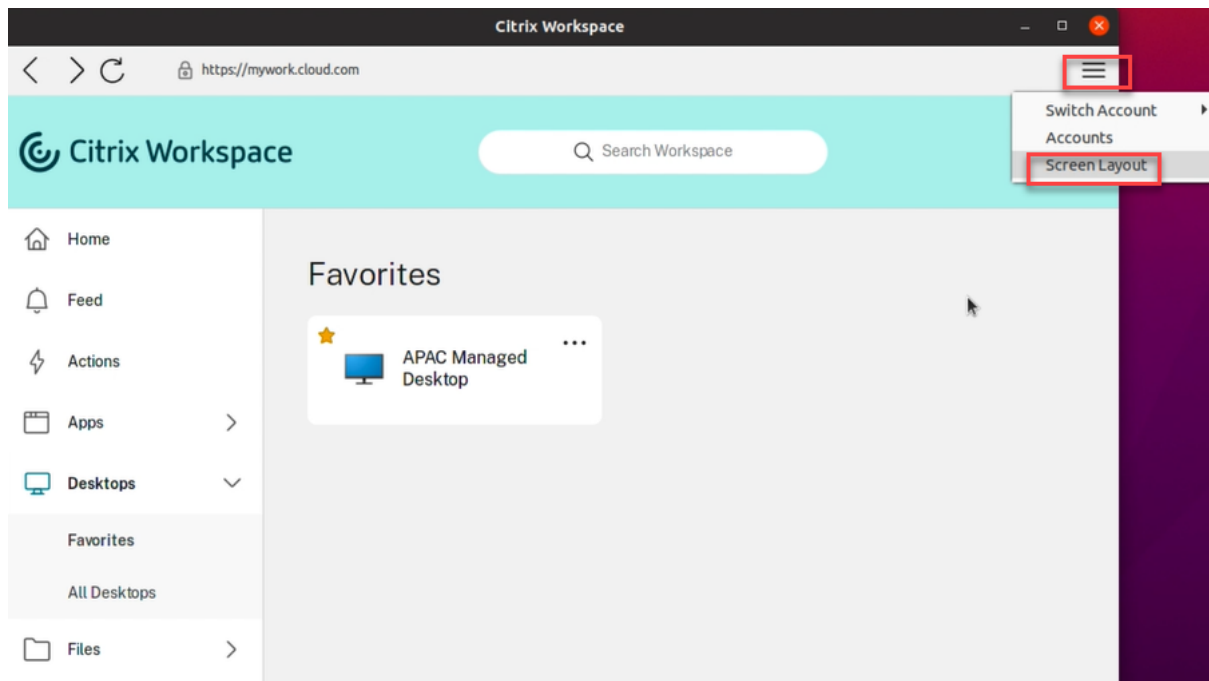 Citrix Workspace
https://mywork.cloud.com
Switch Account
Accounts
Screen Layout
Citrix Workspace
Search Workspace
Home
Feed
Actions
Apps
Desktops
Favorites
All Desktops
Files
Favorites
APAC Managed
Desktop